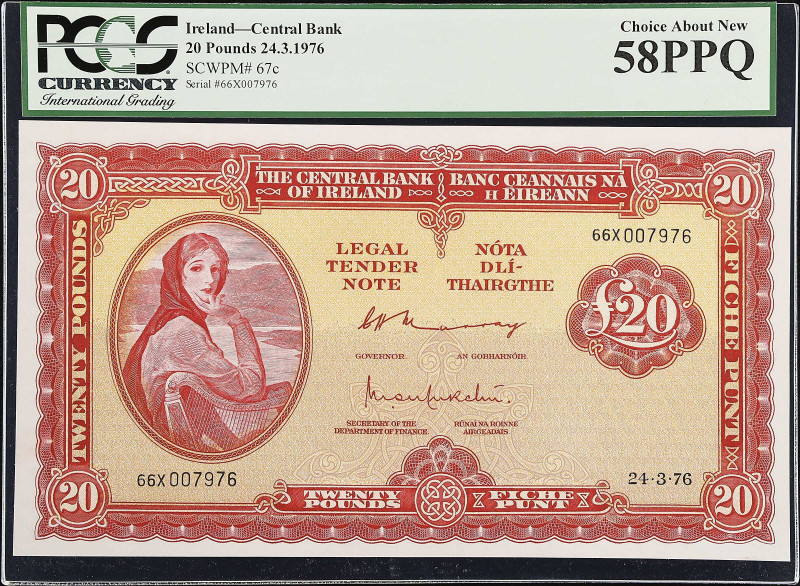 PCGS
CURRENCY
International Grading
Ireland—Central Bank
20 Pounds 24.3.1976
SCWPM# 67c
Serial #66X007976
Choice About New
58PPQ
20
THE CENTRAL BANK
OF IRELAND
BANC CEANNAIS NA
H ÉIREANN
20
TWENTY POUNDS
FICHE PUNT
66X007976
LEGAL
TENDER
NOTE
NÓTA
DLÍ-
THAIRGTHE
£20
GOVERNOR
AN GOBHARNÓIR
SECRETARY OF THE
DEPARTMENT OF FINANCE
RÚNAÍ NA ROINNE
AIRGEADAIS
66X007976
24·3·76
20
TWENTY
POUNDS
FICHE
PUNT
20